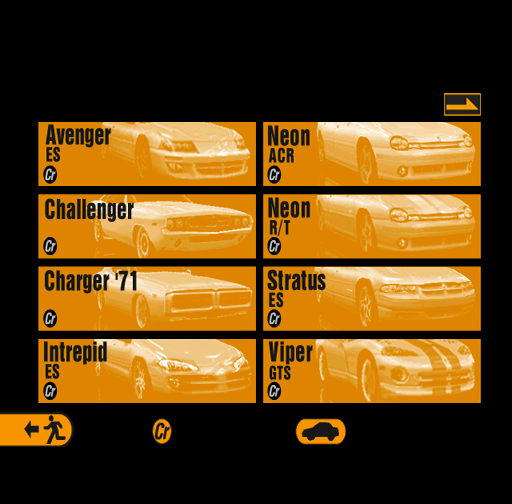 Avenger
ES
Cr
Neon
ACR
Cr
Challenger
Cr
Neon
R/T
Cr
Charger '71
Cr
Stratus
ES
Cr
Intrepid
ES
Cr
Viper
GTS
Cr
Cr